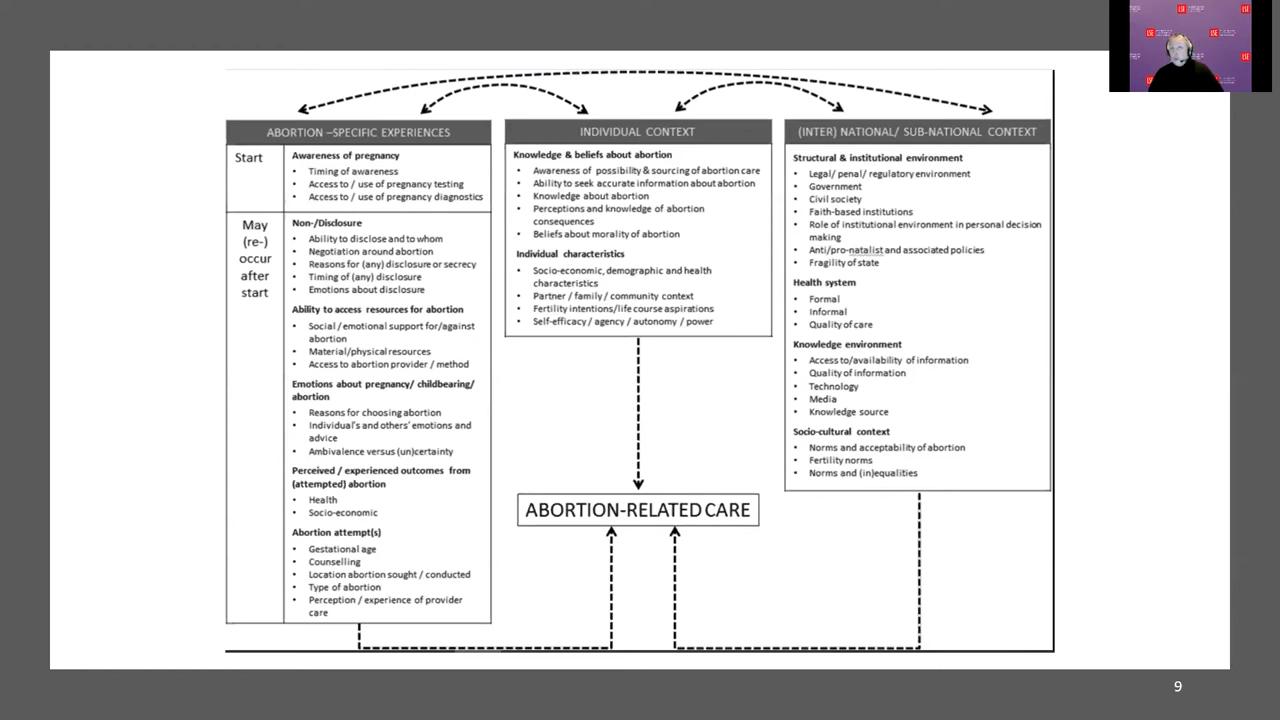 ABORTION –SPECIFIC EXPERIENCES
Start
Awareness of pregnancy
• Timing of awareness
• Access to / use of pregnancy testing
• Access to / use of pregnancy diagnostics
May
(re-)
occur
after
start
Non-/Disclosure
• Ability to disclose and to whom
• Negotiation around abortion
• Reasons for (any) disclosure or secrecy
• Timing of (any) disclosure
• Emotions about disclosure
Ability to access resources for abortion
• Social / emotional support for/against
abortion
• Material/physical resources
• Access to abortion provider / method
Emotions about pregnancy/ childbearing/
abortion
• Reasons for choosing abortion
• Individual's and others' emotions and
advice
• Ambivalence versus (un)certainty
Perceived / experienced outcomes from
(attempted) abortion
• Health
• Socio-economic
Abortion attempt(s)
• Gestational age
• Counselling
• Location abortion sought / conducted
• Type of abortion
• Perception / experience of provider
care
INDIVIDUAL CONTEXT
Knowledge & beliefs about abortion
• Awareness of possibility & sourcing of abortion care
• Ability to seek accurate information about abortion
• Knowledge about abortion
• Perceptions and knowledge of abortion
consequences
• Beliefs about morality of abortion
Individual characteristics
• Socio-economic, demographic and health
characteristics
• Partner / family / community context
• Fertility intentions/life course aspirations
• Self-efficacy / agency / autonomy / power
(INTER) NATIONAL/ SUB-NATIONAL CONTEXT
Structural & institutional environment
• Legal/ penal/ regulatory environment
• Government
• Civil society
• Faith-based institutions
• Role of institutional environment in personal decision
making
• Anti/pro-natalist and associated policies
• Fragility of state
Health system
• Formal
• Informal
• Quality of care
Knowledge environment
• Access to/availability of information
• Quality of information
• Technology
• Media
• Knowledge source
Socio-cultural context
• Norms and acceptability of abortion
• Fertility norms
• Norms and (in)equalities
ABORTION-RELATED CARE
9
LSE
LSE
LSE
LSE
LSE
LSE